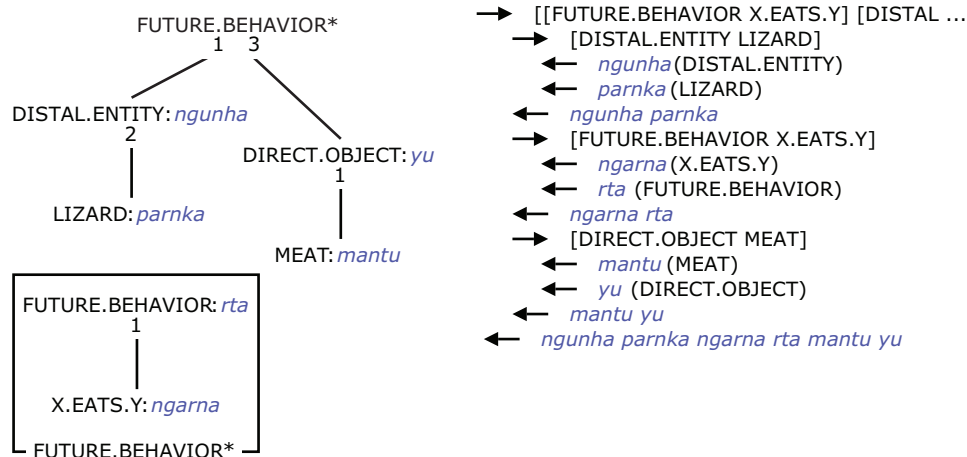 FUTURE.BEHAVIOR*
1 3
DISTAL.ENTITY: ngunha
2
DIRECT.OBJECT: yu
1
LIZARD: parnka
MEAT: mantu
FUTURE.BEHAVIOR: rta
1
X.EATS.Y: ngarna
FUTURE.BEHAVIOR*
[[FUTURE.BEHAVIOR X.EATS.Y] [DISTAL ...
[DISTAL.ENTITY LIZARD]
ngunha (DISTAL.ENTITY)
parnka (LIZARD)
ngunha parnka
[FUTURE.BEHAVIOR X.EATS.Y]
ngarna (X.EATS.Y)
rta (FUTURE.BEHAVIOR)
ngarna rta
[DIRECT.OBJECT MEAT]
mantu (MEAT)
yu (DIRECT.OBJECT)
mantu yu
ngunha parnka ngarna rta mantu yu